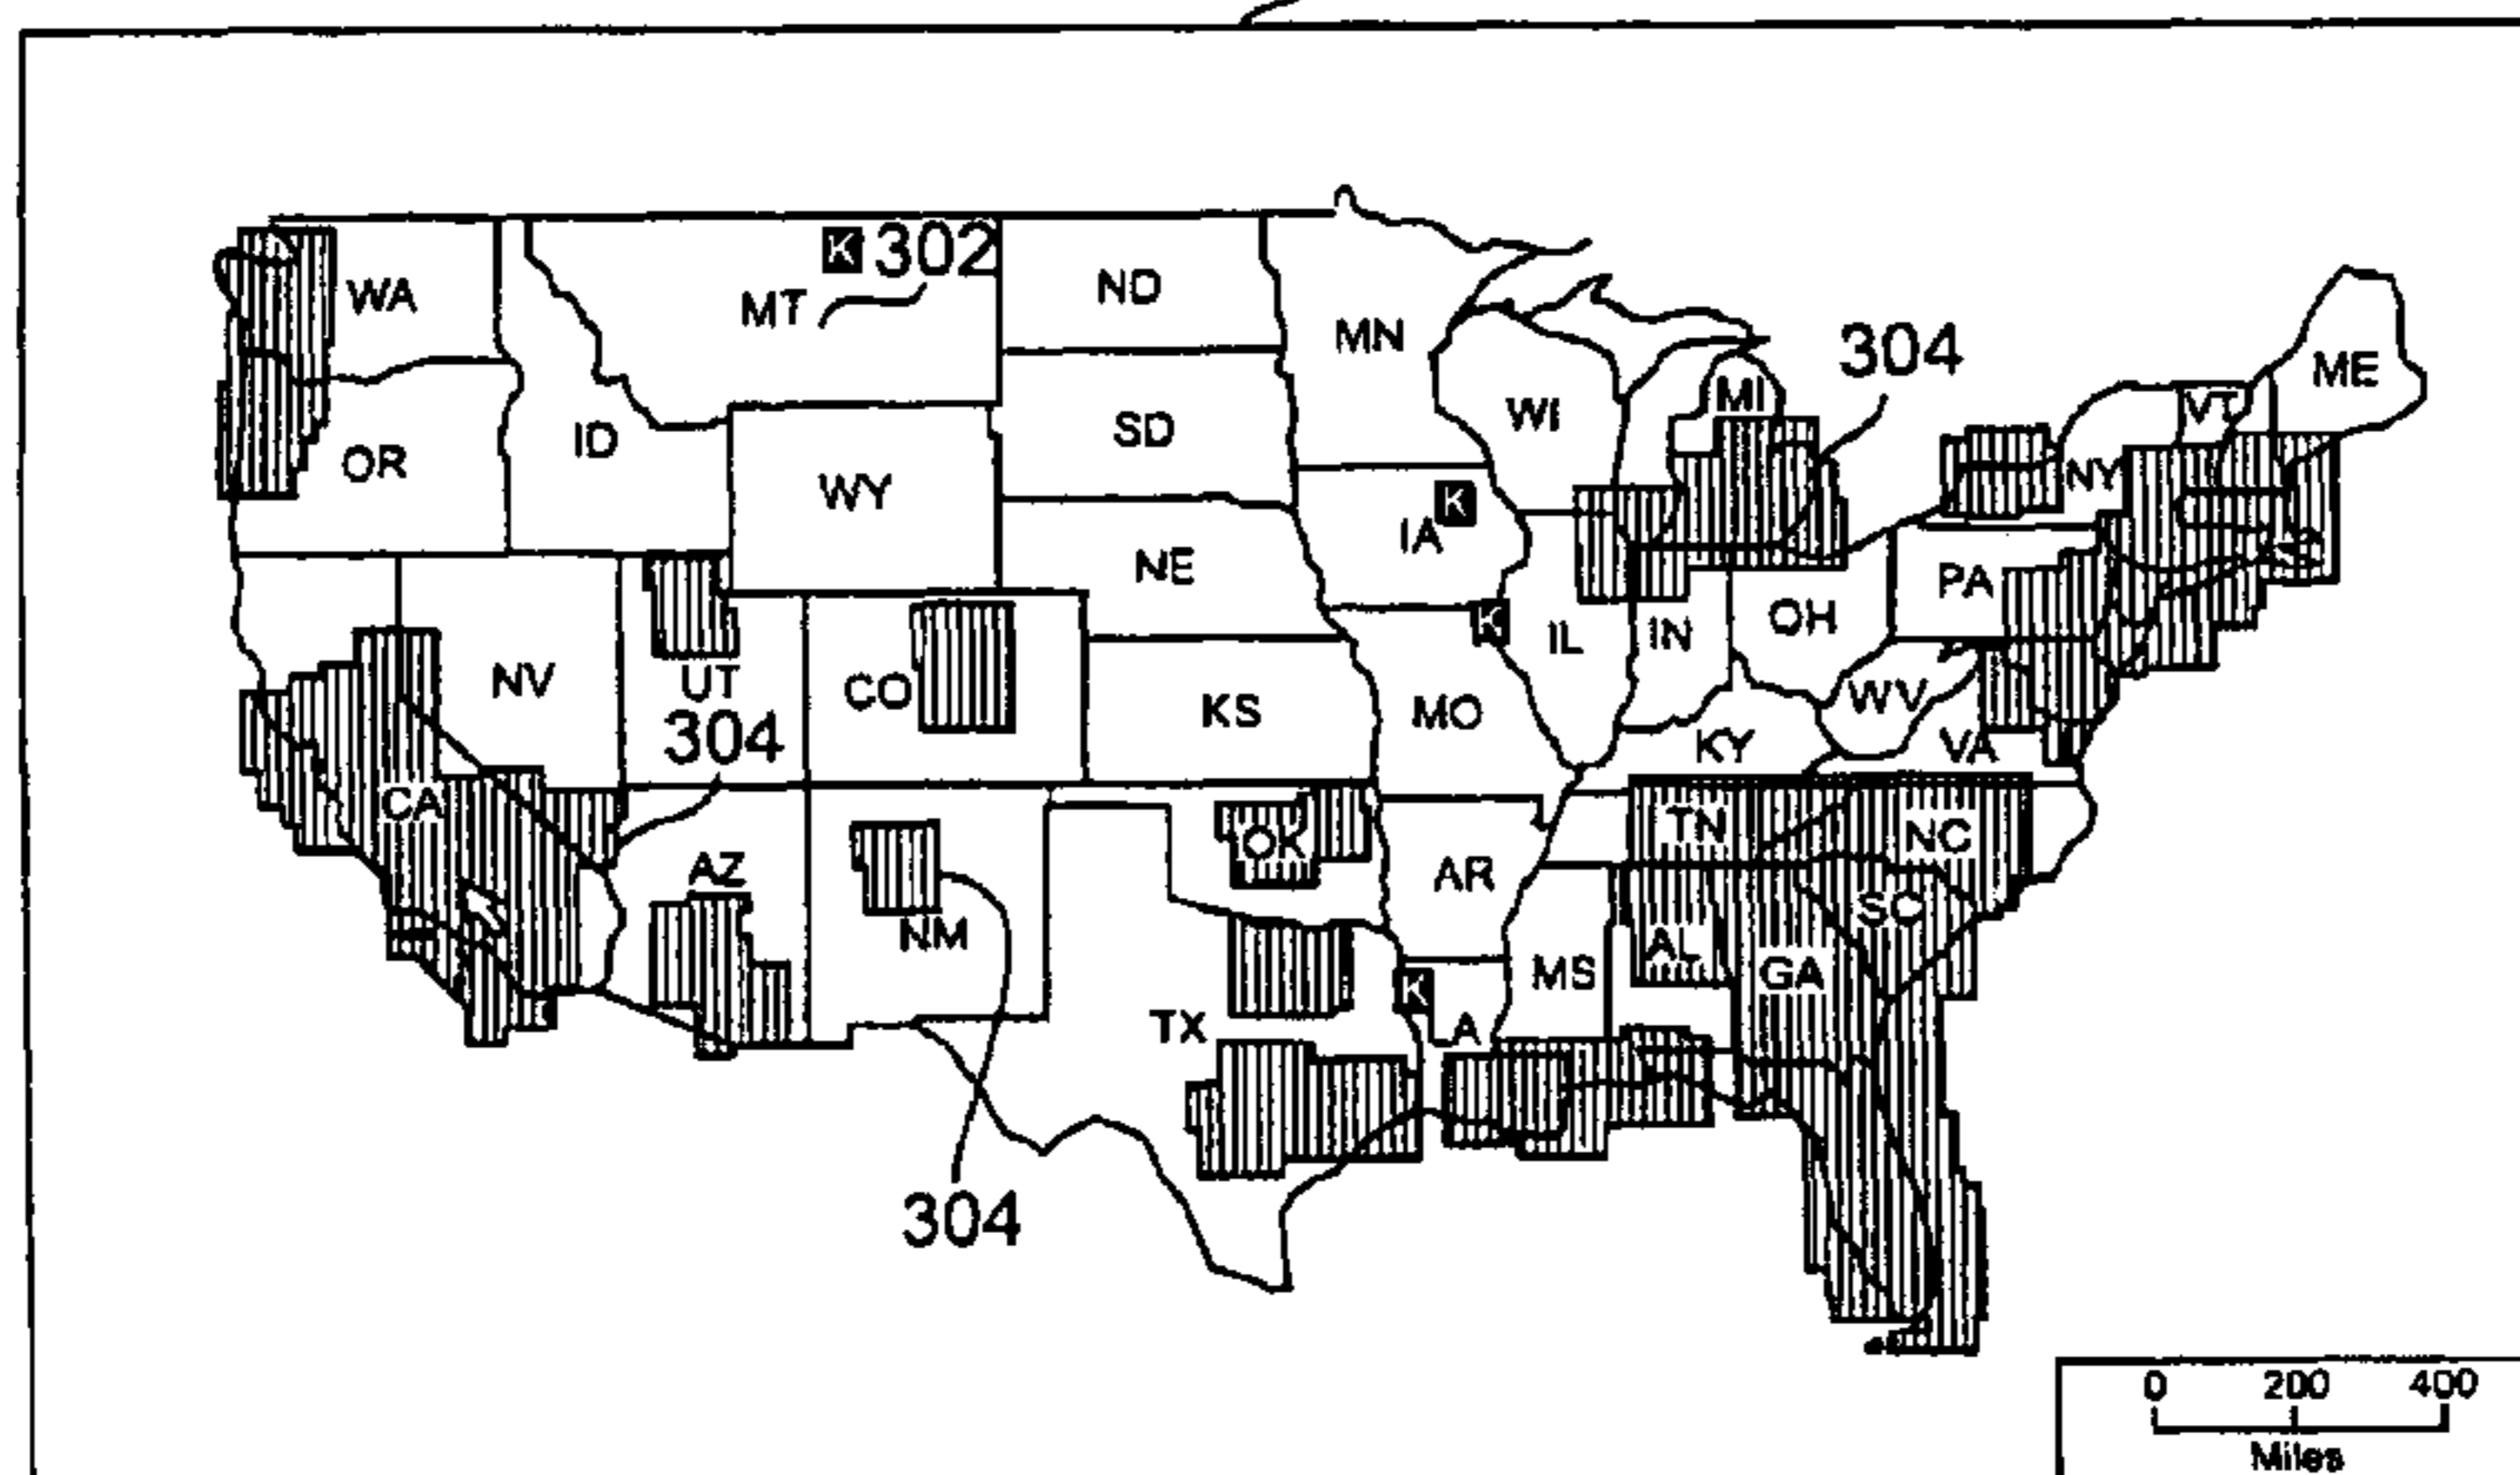 K 302
WA
MT
ND
MN
304
MI
ME
VT
WI
ID
SD
OR
NY
WY
K
IA
NE
PA
OH
K
IL
IN
NV
UT
CO
KS
MO
WV
304
KY
VA
CA
TN
NC
OK
AZ
AR
SC
NM
AL
MS
GA
K
TX
A
304
0 200 400
Miles